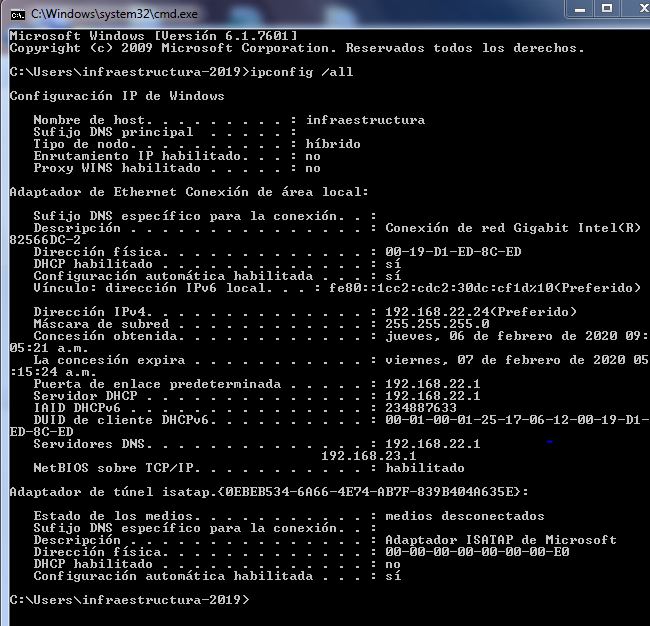 C:\Windows\system32\cmd.exe
Microsoft Windows [Versión 6.1.7601]
Copyright (c) 2009 Microsoft Corporation. Reservados todos los derechos.
C:\Users\infraestructura-2019>ipconfig /all
Configuración IP de Windows
Nombre de host. . . . . . . . . : infraestructura
Sufijo DNS principal  . . . . . :
Tipo de nodo. . . . . . . . . . : híbrido
Enrutamiento IP habilitado. . . : no
Proxy WINS habilitado . . . . . : no
Adaptador de Ethernet Conexión de área local:
Sufijo DNS específico para la conexión. . :
Descripción . . . . . . . . . . . . . . . : Conexión de red Gigabit Intel(R)
82566DC-2
Dirección física. . . . . . . . . . . . . : 00-19-D1-ED-8C-ED
DHCP habilitado . . . . . . . . . . . . . : sí
Configuración automática habilitada . . . : sí
Vínculo: dirección IPv6 local. . . : fe80::1cc2:cdc2:30dc:cf1d%10(Preferido)
Dirección IPv4. . . . . . . . . . . . . . : 192.168.22.24(Preferido)
Máscara de subred . . . . . . . . . . . . : 255.255.255.0
Concesión obtenida. . . . . . . . . . . . : jueves, 06 de febrero de 2020 09:
05:21 a.m.
La concesión expira . . . . . . . . . . . : viernes, 07 de febrero de 2020 05
:15:24 a.m.
Puerta de enlace predeterminada . . . . . : 192.168.22.1
Servidor DHCP . . . . . . . . . . . . . . : 192.168.22.1
IAID DHCPv6 . . . . . . . . . . . . . . . : 234887633
DUID de cliente DHCPv6. . . . . . . . . . : 00-01-00-01-25-17-06-12-00-19-D1-
ED-8C-ED
Servidores DNS. . . . . . . . . . . . . . : 192.168.22.1
192.168.23.1
NetBIOS sobre TCP/IP. . . . . . . . . . . : habilitado
Adaptador de túnel isatap.{0EBEB534-6A66-4E74-AB7F-839B404A635E}:
Estado de los medios. . . . . . . . . . . : medios desconectados
Sufijo DNS específico para la conexión. . :
Descripción . . . . . . . . . . . . . . . : Adaptador ISATAP de Microsoft
Dirección física. . . . . . . . . . . . . : 00-00-00-00-00-00-00-E0
DHCP habilitado . . . . . . . . . . . . . : no
Configuración automática habilitada . . . : sí
C:\Users\infraestructura-2019>